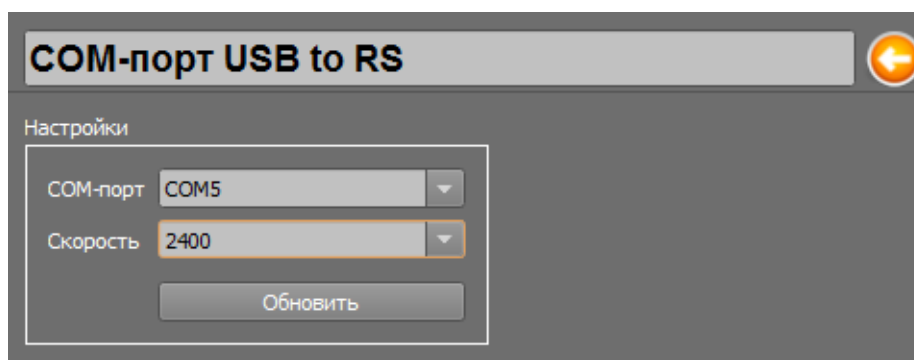 COM-порт USB to RS
Настройки
COM-порт COM5
Скорость 2400
Обновить